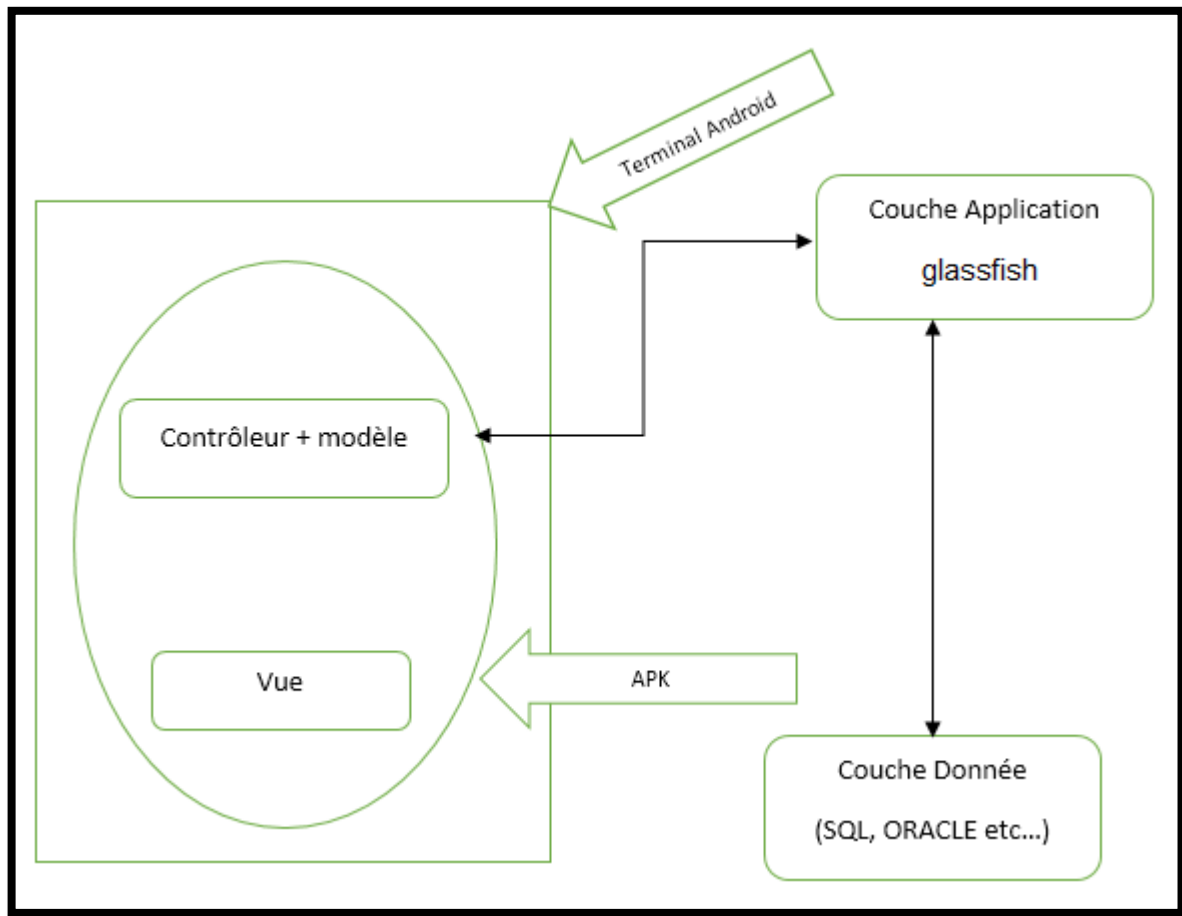 Terminal Android
Couche Application
glassfish
Contrôleur + modèle
Vue
APK
Couche Donnée
(SQL, ORACLE etc...)